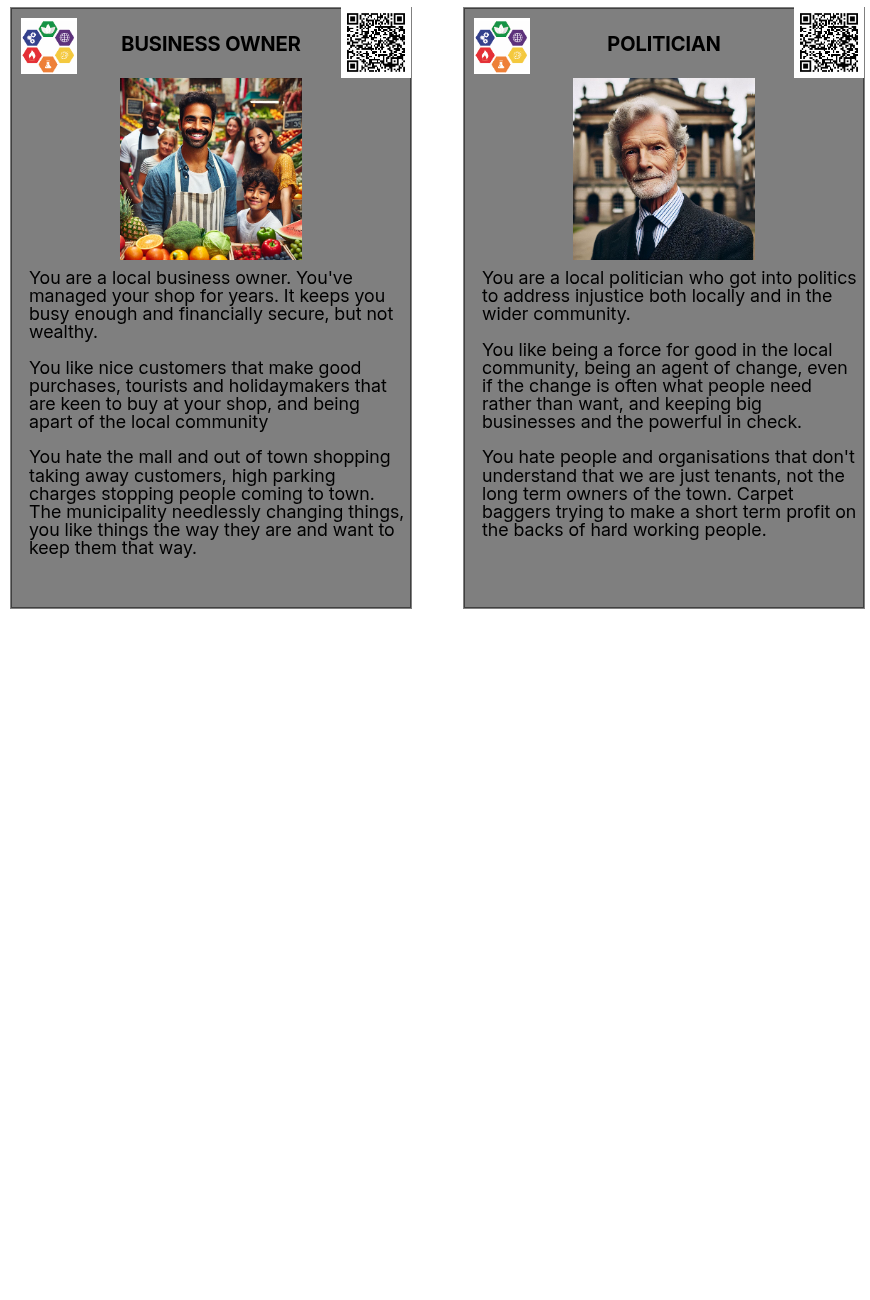 BUSINESS OWNER
You are a local business owner. You've
managed your shop for years. It keeps you
busy enough and financially secure, but not
wealthy.
You like nice customers that make good
purchases, tourists and holidaymakers that
are keen to buy at your shop, and being
apart of the local community
You hate the mall and out of town shopping
taking away customers, high parking
charges stopping people coming to town.
The municipality needlessly changing things,
you like things the way they are and want to
keep them that way.
POLITICIAN
You are a local politician who got into politics
to address injustice both locally and in the
wider community.
You like being a force for good in the local
community, being an agent of change, even
if the change is often what people need
rather than want, and keeping big
businesses and the powerful in check.
You hate people and organisations that don't
understand that we are just tenants, not the
long term owners of the town. Carpet
baggers trying to make a short term profit on
the backs of hard working people.